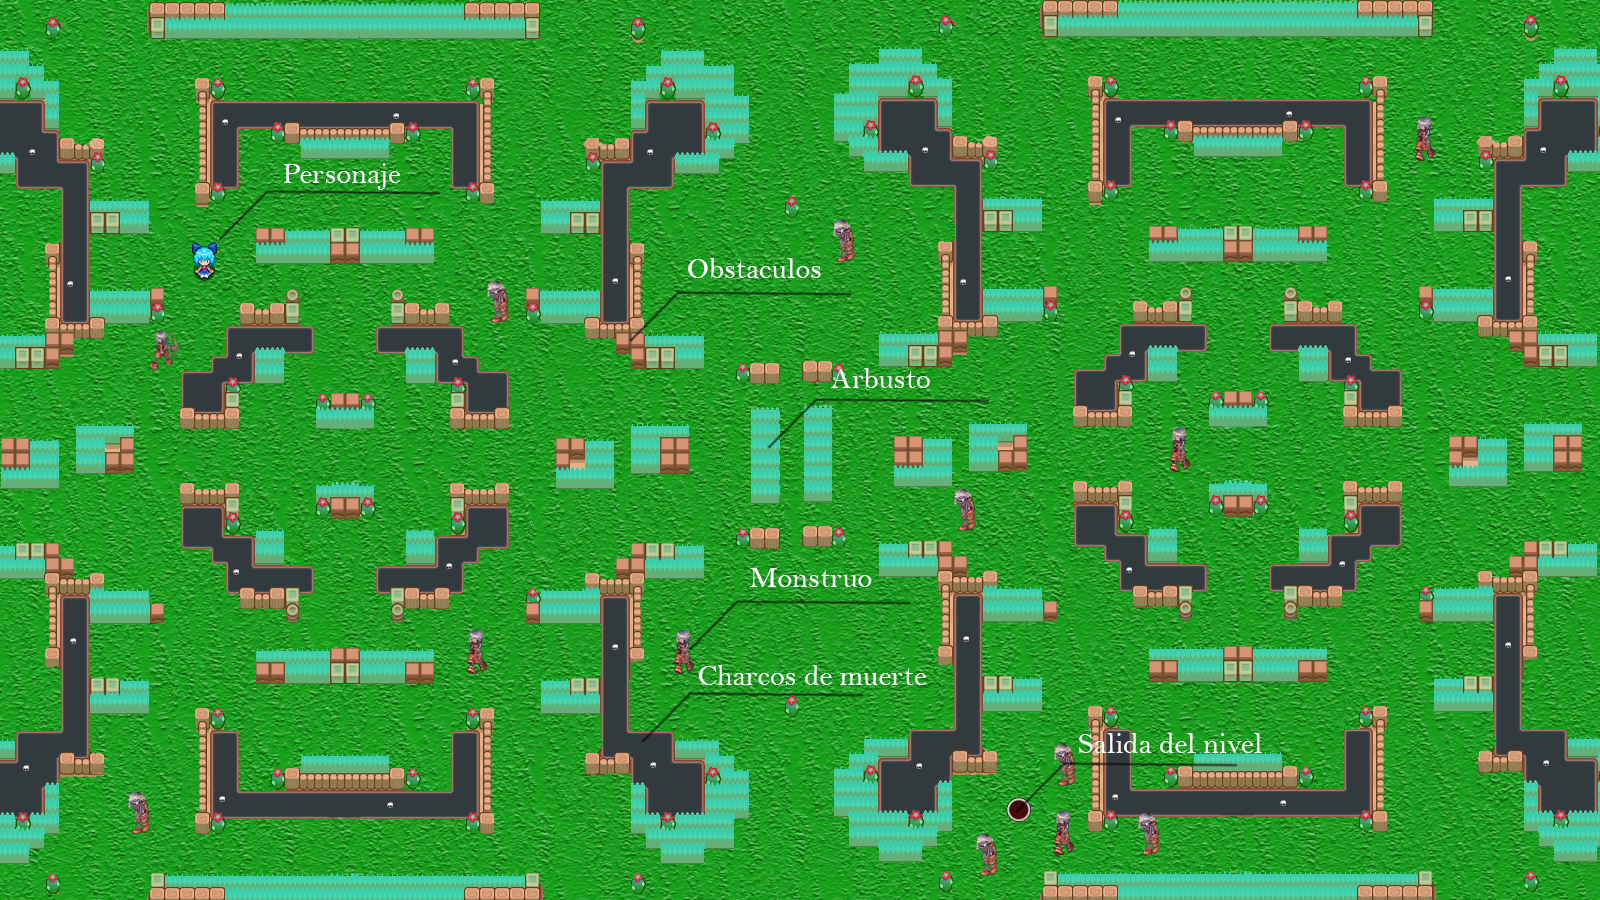 Personaje
Obstaculos
Arbusto
Monstruo
Charcos de muerte
Salida del nivel